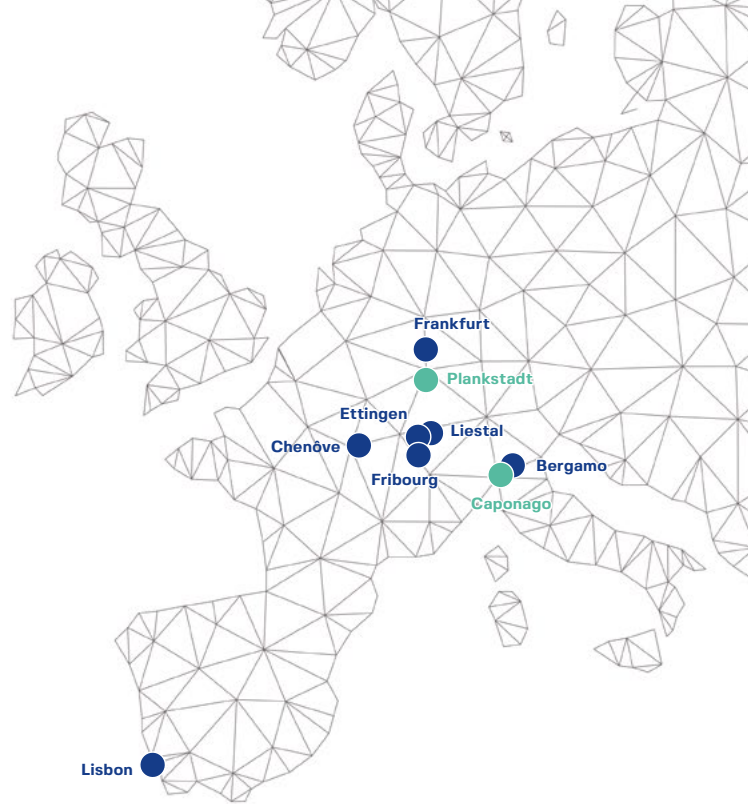 Frankfurt
Plankstadt
Ettingen
Liestal
Chenôve
Bergamo
Fribourg
Caponago
Lisbon